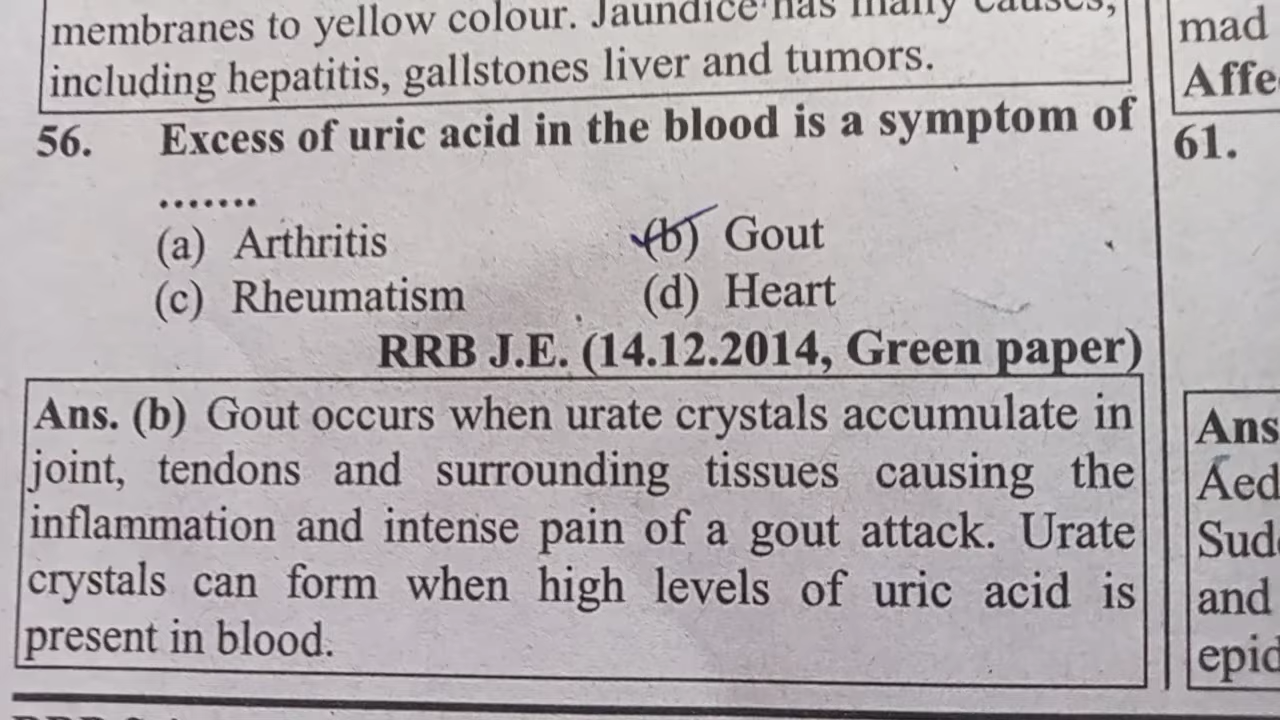 membranes to yellow colour. Jaundice has many causes,
including hepatitis, gallstones liver and tumors.
56. Excess of uric acid in the blood is a symptom of
.......
(a) Arthritis (b) Gout
(c) Rheumatism (d) Heart
RRB J.E. (14.12.2014, Green paper)
Ans. (b) Gout occurs when urate crystals accumulate in
joint, tendons and surrounding tissues causing the
inflammation and intense pain of a gout attack. Urate
crystals can form when high levels of uric acid is
present in blood.
mad
Affe
61.
Ans
Aed
Sud
and
epid